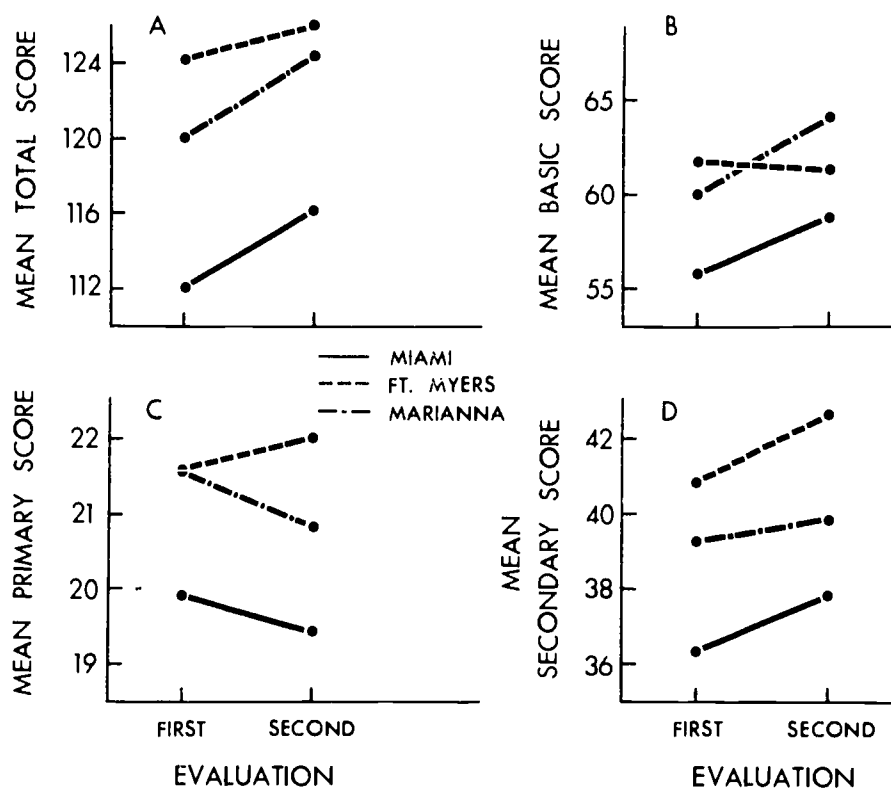 A
MEAN TOTAL SCORE
124
120
116
112
B
MEAN BASIC SCORE
65
60
55
MIAMI
FT. MYERS
MARIANNA
C
MEAN PRIMARY SCORE
22
21
20
19
FIRST SECOND
EVALUATION
D
MEAN
SECONDARY SCORE
42
40
38
36
FIRST SECOND
EVALUATION